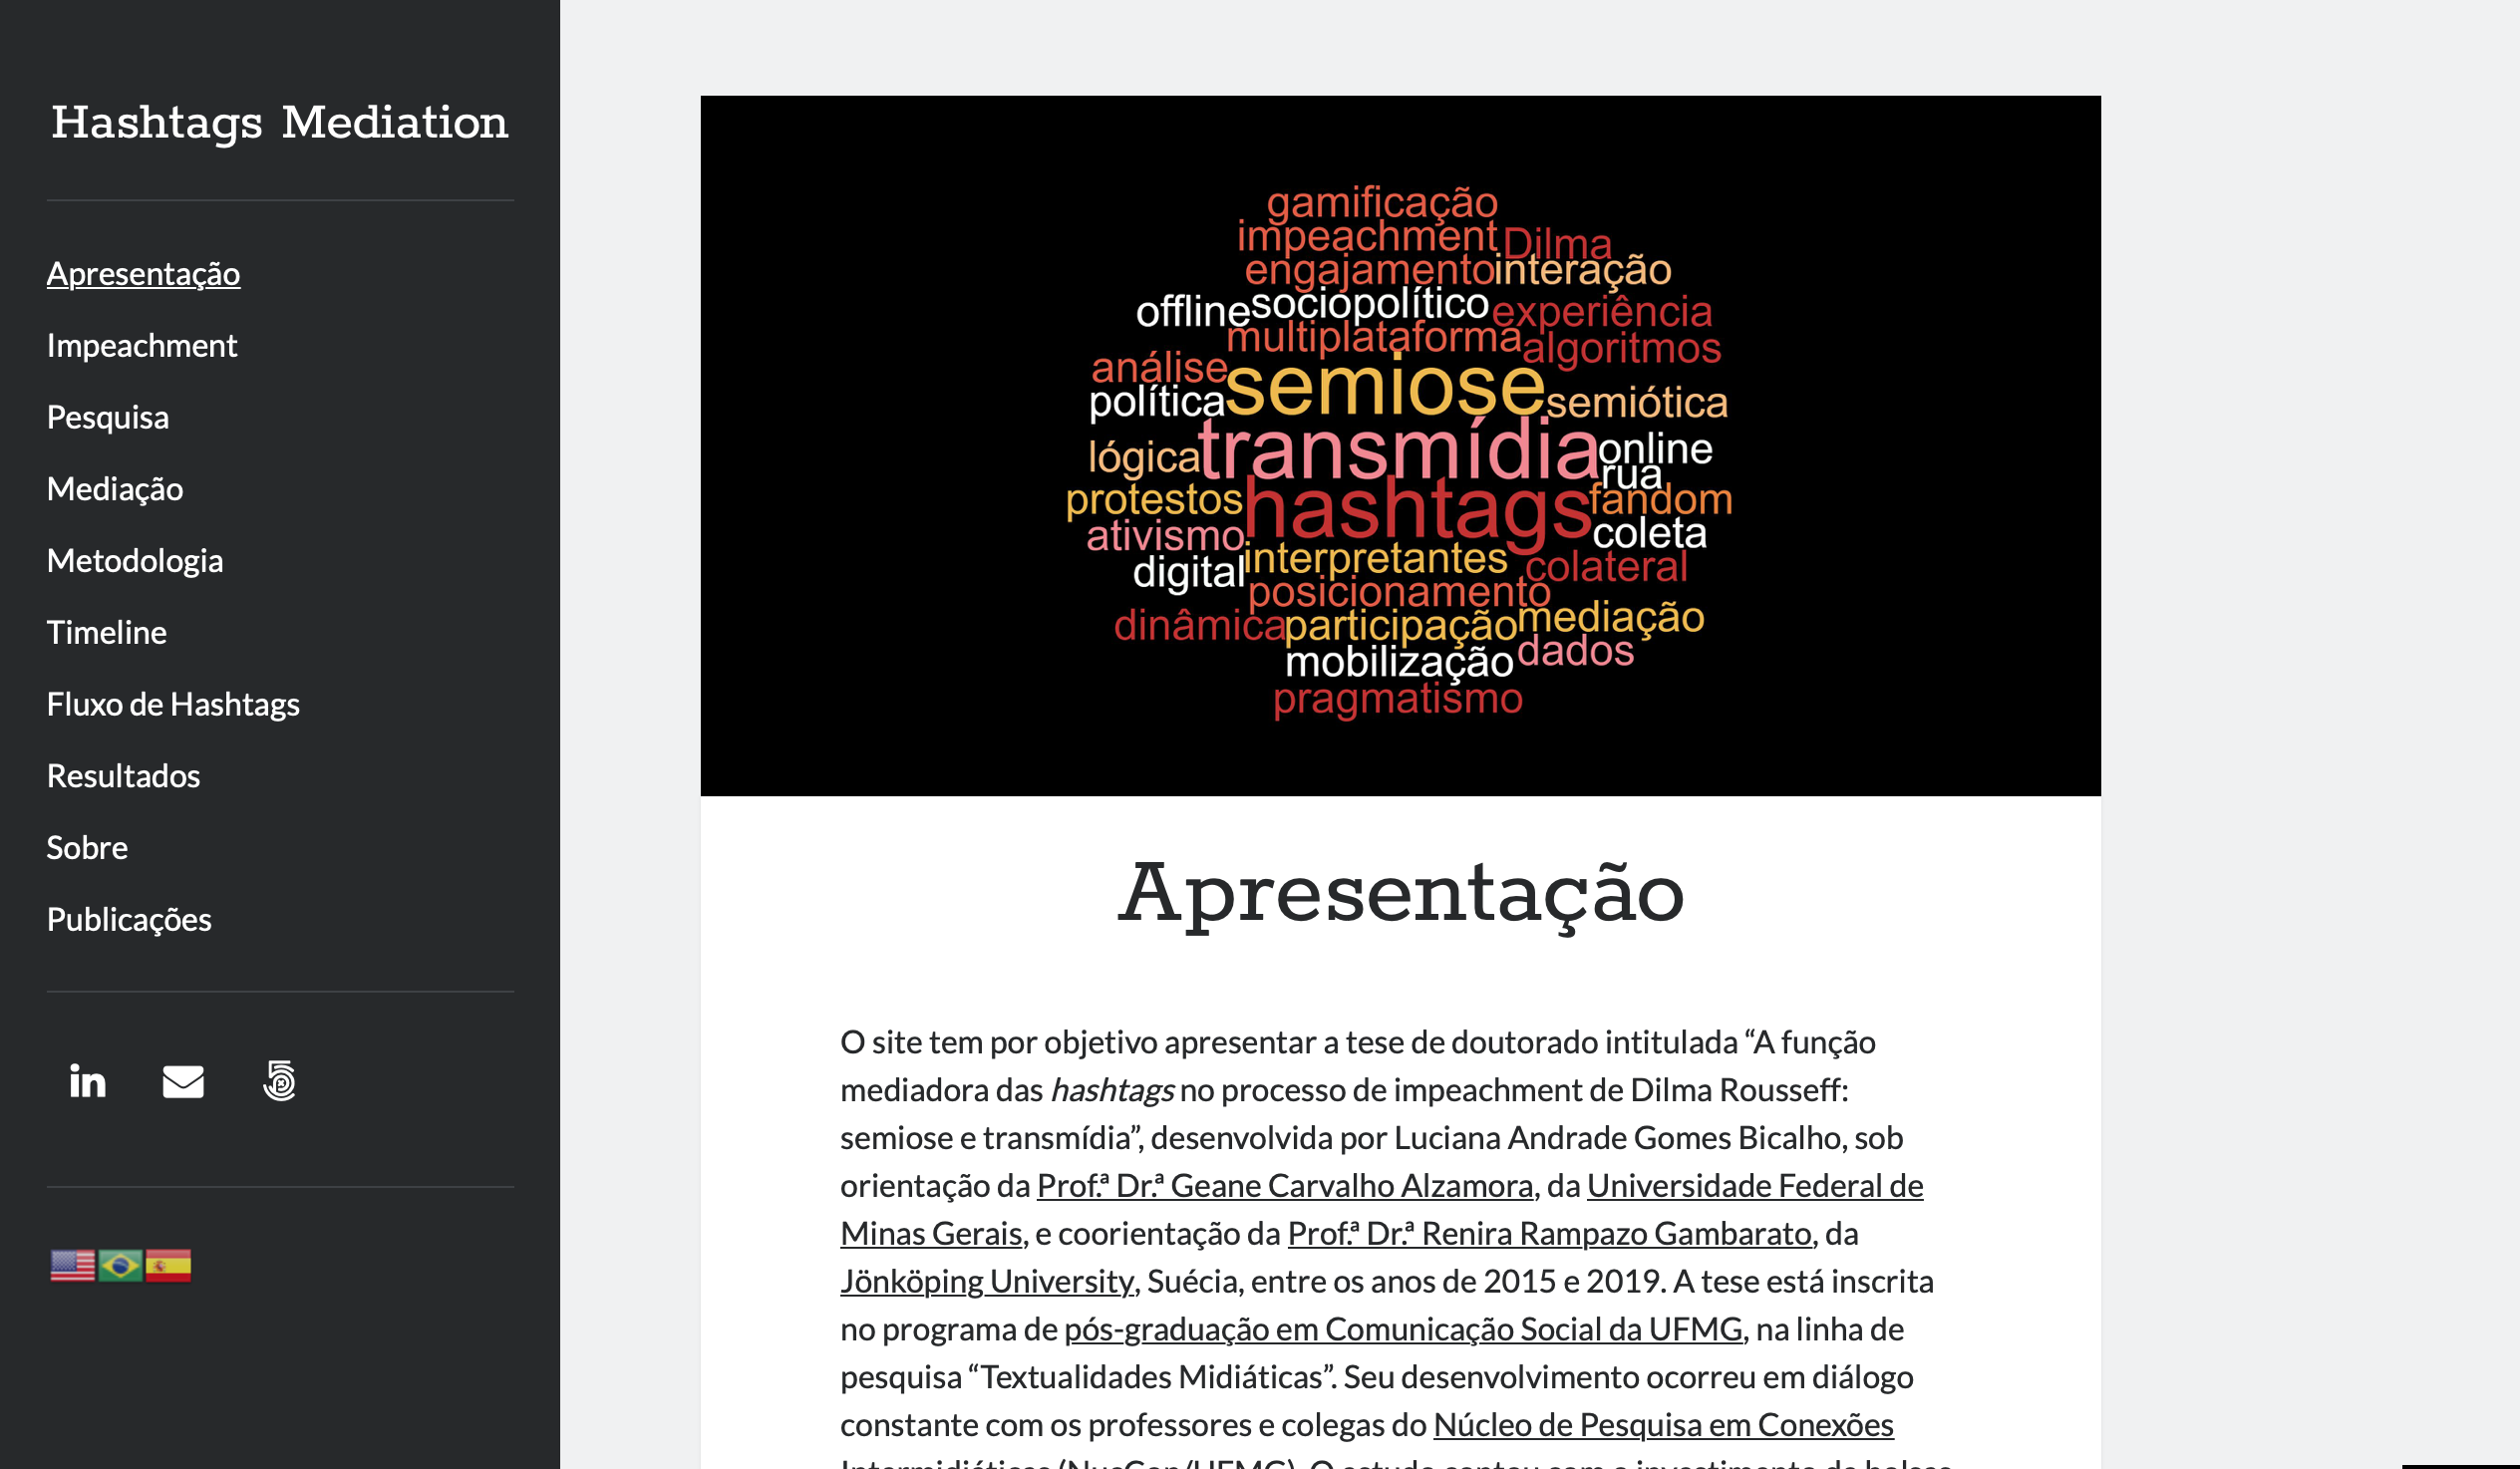 Hashtags Mediation
Apresentação
Impeachment
Pesquisa
Mediação
Metodologia
Timeline
Fluxo de Hashtags
Resultados
Sobre
Publicações
gamificação
impeachment Dilma
engajamento interação
offline sociopolítico experiência
multiplataforma algoritmos
análise semiose
política semiótica
lógica transmídia online
rua
protestos hashtags fandom
ativismo coleta
digital interpretantes colateral
posicionamento
dinâmica participação mediação
mobilização dados
pragmatismo
Apresentação
O site tem por objetivo apresentar a tese de doutorado intitulada “A função
mediadora das hashtags no processo de impeachment de Dilma Rousseff:
semiose e transmídia”, desenvolvida por Luciana Andrade Gomes Bicalho, sob
orientação da Prof.ª Dr.ª Geane Carvalho Alzamora, da Universidade Federal de
Minas Gerais, e coorientação da Prof.ª Dr.ª Renira Rampazo Gambarato, da
Jönköping University, Suécia, entre os anos de 2015 e 2019. A tese está inscrita
no programa de pós-graduação em Comunicação Social da UFMG, na linha de
pesquisa “Textualidades Midiáticas”. Seu desenvolvimento ocorreu em diálogo
constante com os professores e colegas do Núcleo de Pesquisa em Conexões